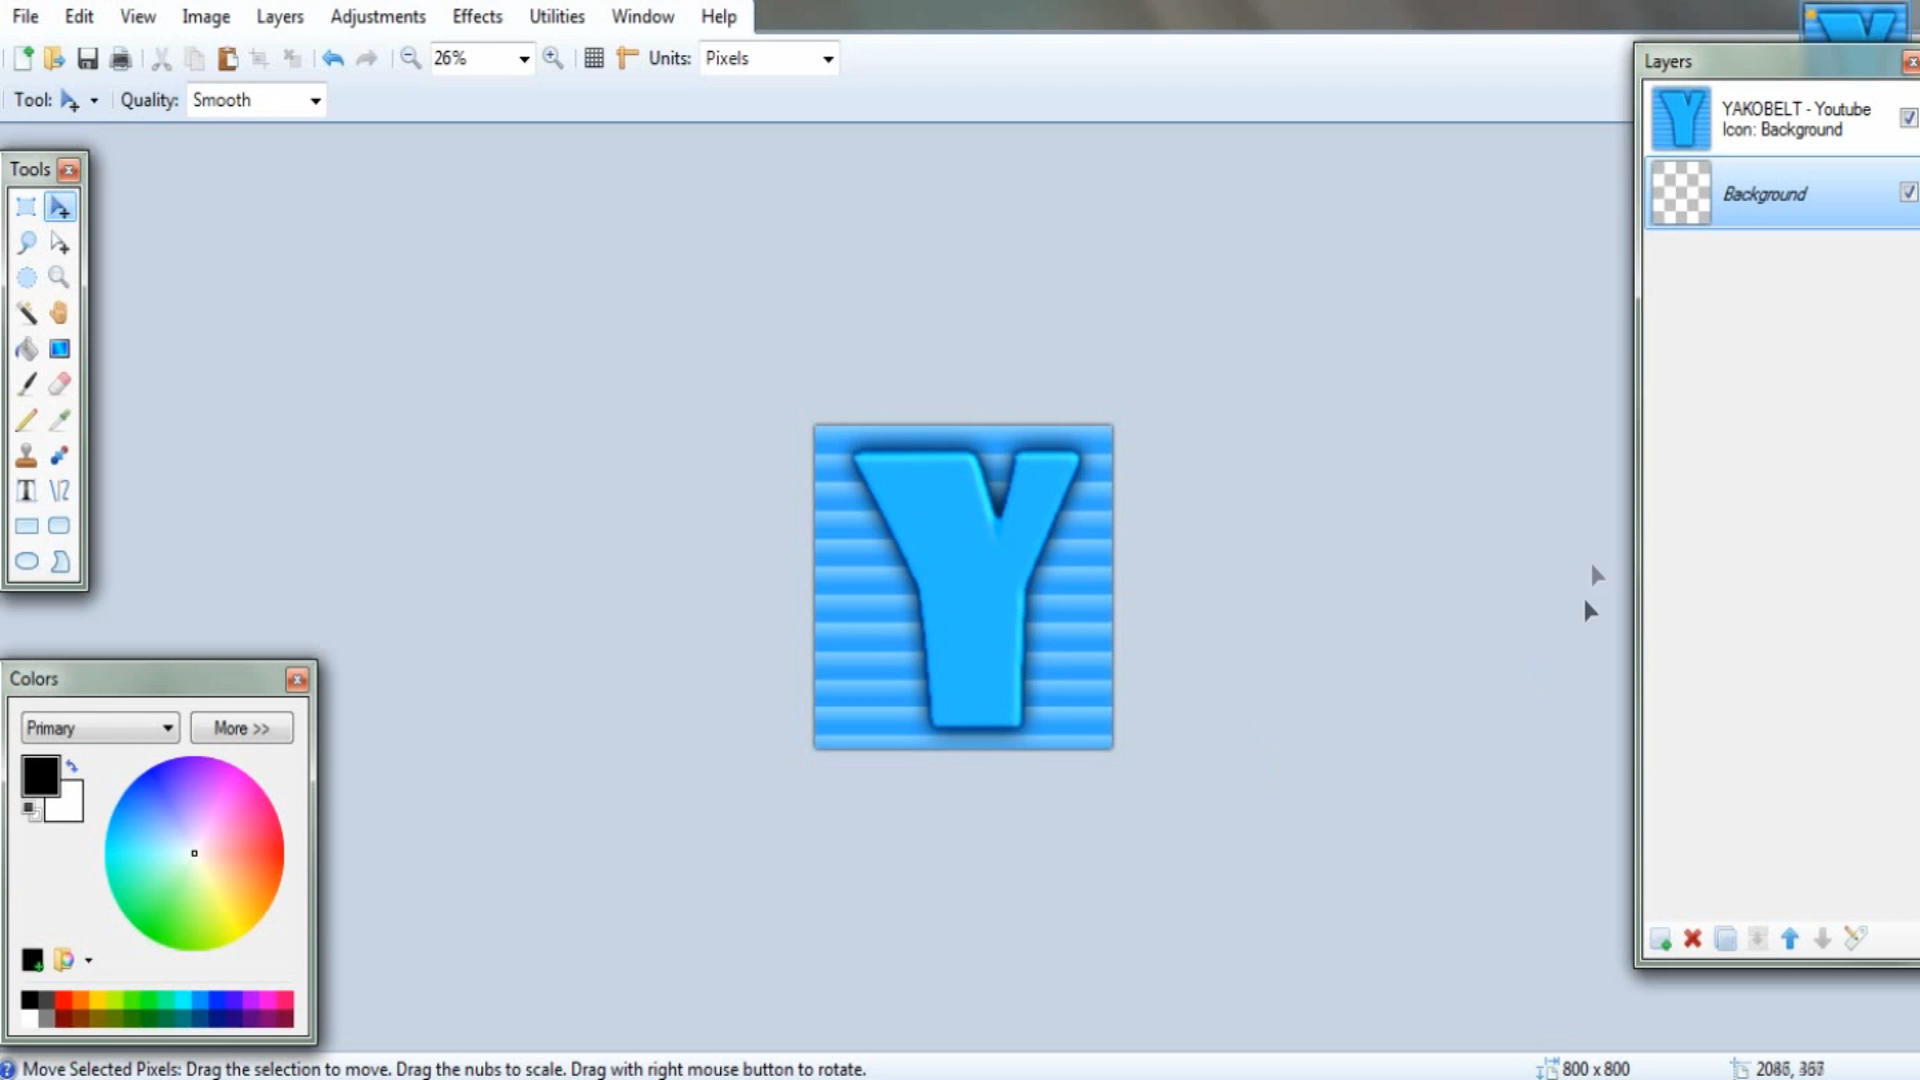 File Edit View Image Layers Adjustments Effects Utilities Window Help
26% Units: Pixels
Tool: Quality: Smooth
Layers
YAKOBELT - Youtube
Icon: Background
Background
Tools
Y
Colors
Primary More >>
Move Selected Pixels: Drag the selection to move. Drag the nubs to scale. Drag with right mouse button to rotate.
800 x 800